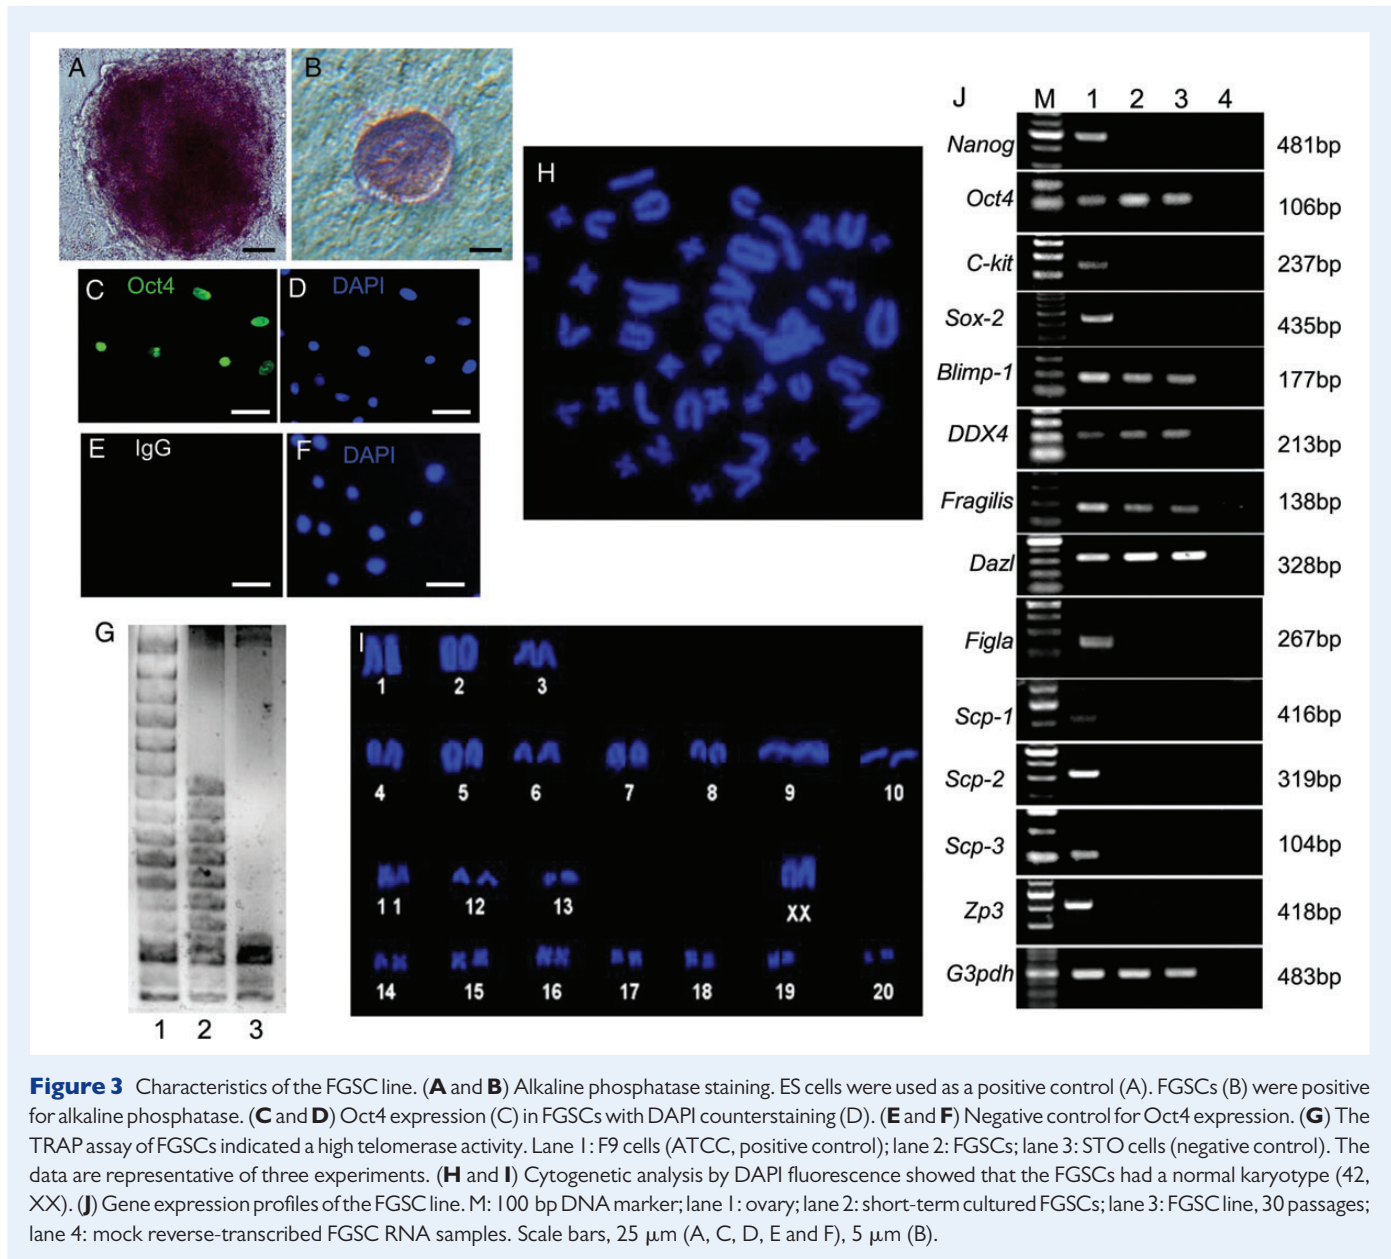 A
B
C Oct4
D DAPI
E IgG
F DAPI
G
1 2 3
H
I
1 2 3
4 5 6 7 8 9 10
11 12 13 XX
14 15 16 17 18 19 20
J M 1 2 3 4
Nanog 481bp
Oct4 106bp
C-kit 237bp
Sox-2 435bp
Blimp-1 177bp
DDX4 213bp
Fragilis 138bp
Dazl 328bp
Figla 267bp
Scp-1 416bp
Scp-2 319bp
Scp-3 104bp
Zp3 418bp
G3pdh 483bp
Figure 3 Characteristics of the FGSC line. (A and B) Alkaline phosphatase staining. ES cells were used as a positive control (A). FGSCs (B) were positive
for alkaline phosphatase. (C and D) Oct4 expression (C) in FGSCs with DAPI counterstaining (D). (E and F) Negative control for Oct4 expression. (G) The
TRAP assay of FGSCs indicated a high telomerase activity. Lane 1: F9 cells (ATCC, positive control); lane 2: FGSCs; lane 3: STO cells (negative control). The
data are representative of three experiments. (H and I) Cytogenetic analysis by DAPI fluorescence showed that the FGSCs had a normal karyotype (42,
XX). (J) Gene expression profiles of the FGSC line. M: 100 bp DNA marker; lane 1: ovary; lane 2: short-term cultured FGSCs; lane 3: FGSC line, 30 passages;
lane 4: mock reverse-transcribed FGSC RNA samples. Scale bars, 25 μm (A, C, D, E and F), 5 μm (B).